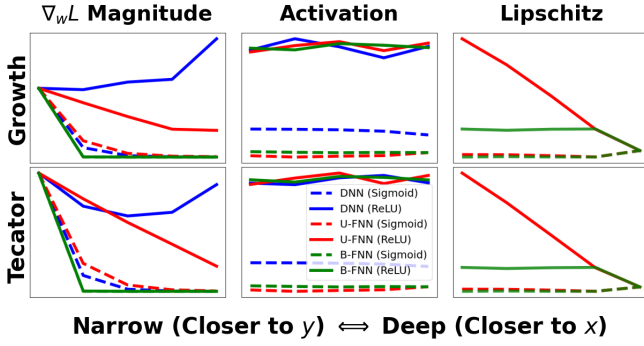 ∇wL Magnitude Activation Lipschitz
Growth
Tecator
DNN (Sigmoid)
DNN (ReLU)
U-FNN (Sigmoid)
U-FNN (ReLU)
B-FNN (Sigmoid)
B-FNN (ReLU)
Narrow (Closer to y) ⟺ Deep (Closer to x)